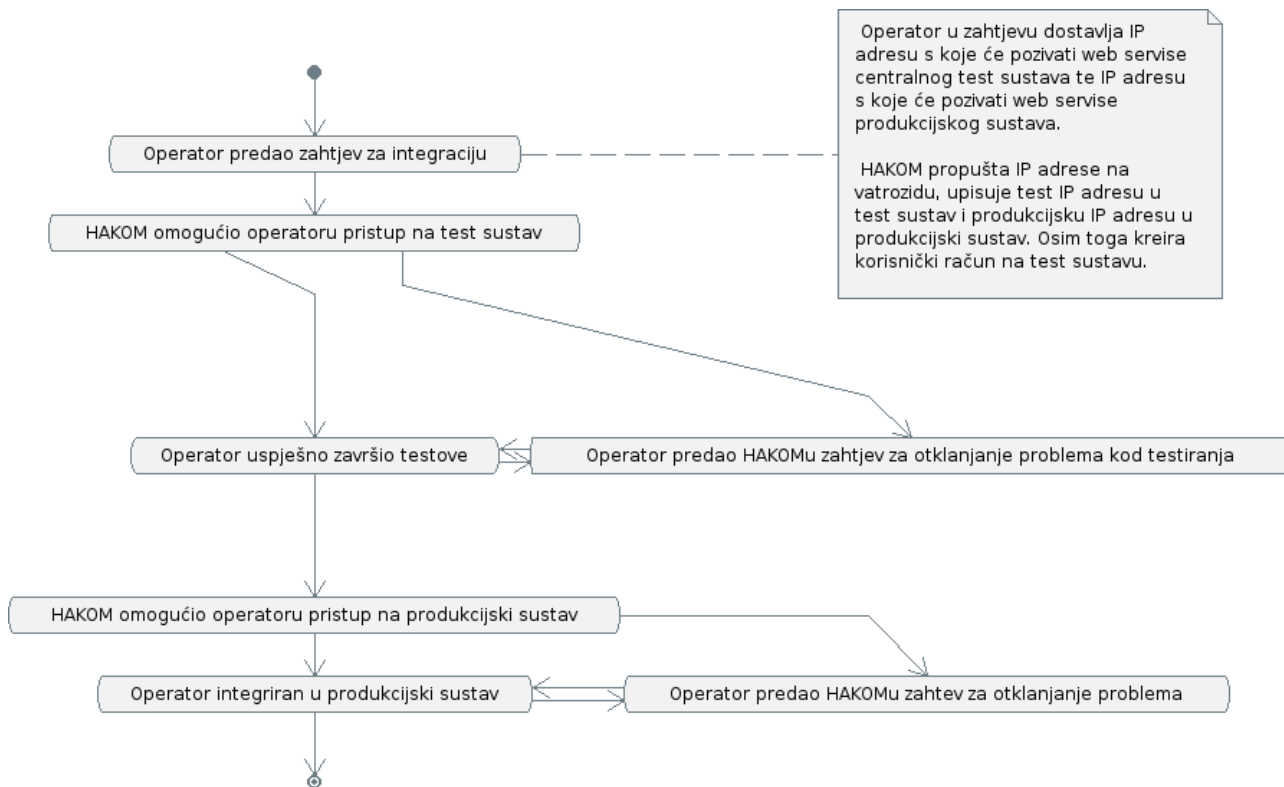 Operator u zahtjevu dostavlja IP
adresu s koje će pozivati web servise
centralnog test sustava te IP adresu
s koje će pozivati web servise
produkcijskog sustava.
HAKOM propušta IP adrese na
vatrozidu, upisuje test IP adresu u
test sustav i produkcijsku IP adresu u
produkcijski sustav. Osim toga kreira
korisnički račun na test sustavu.
Operator predao zahtjev za integraciju
HAKOM omogućio operatoru pristup na test sustav
Operator uspješno završio testove
Operator predao HAKOMu zahtjev za otklanjanje problema kod testiranja
HAKOM omogućio operatoru pristup na produkcijski sustav
Operator integriran u produkcijski sustav
Operator predao HAKOMu zahtev za otklanjanje problema